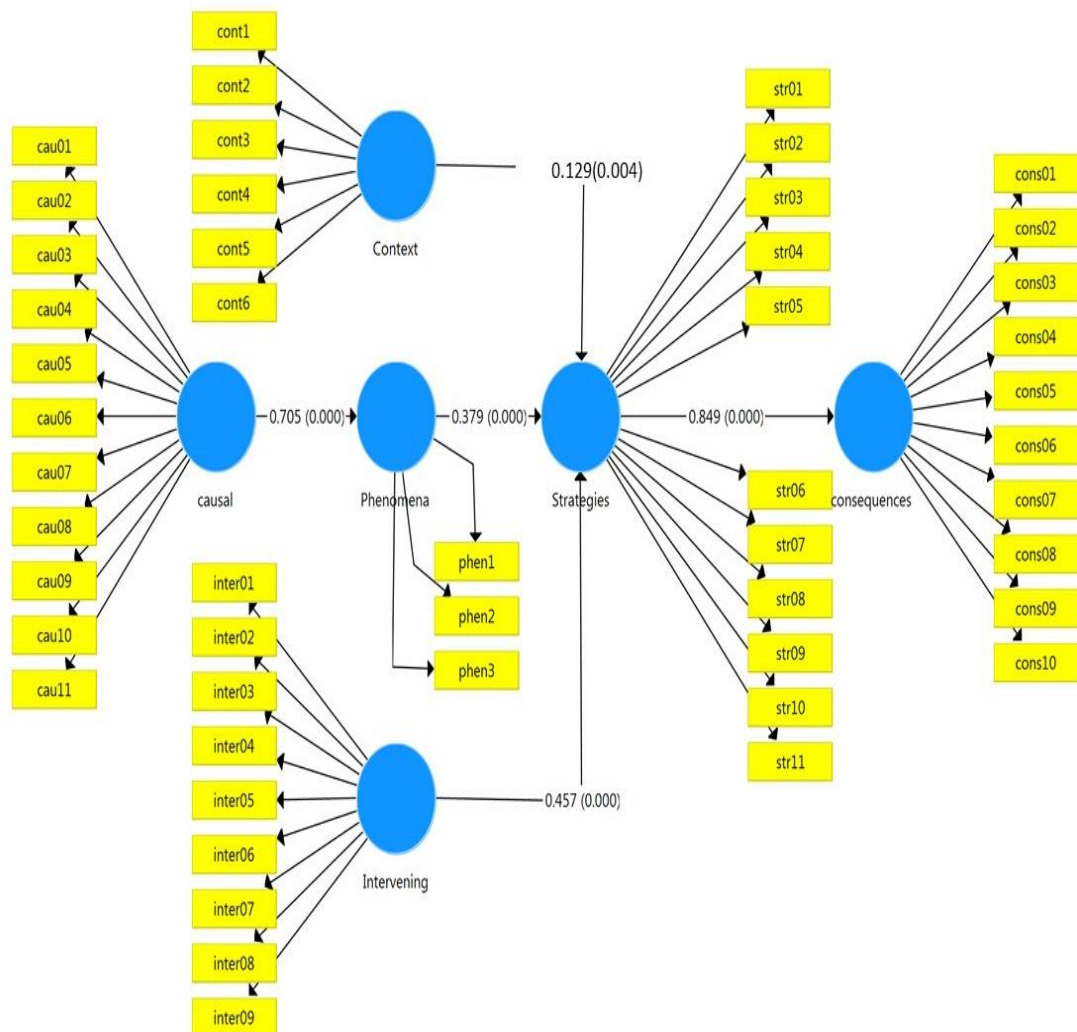 cont1
cont2
cont3
cont4
cont5
cont6
Context
0.129(0.004)
cau01
cau02
cau03
cau04
cau05
cau06
cau07
cau08
cau09
cau10
cau11
causal
0.705 (0.000)
Phenomena
0.379 (0.000)
phen1
phen2
phen3
inter01
inter02
inter03
inter04
inter05
inter06
inter07
inter08
inter09
Intervening
0.457 (0.000)
Strategies
str01
str02
str03
str04
str05
0.849 (0.000)
str06
str07
str08
str09
str10
str11
consequences
cons01
cons02
cons03
cons04
cons05
cons06
cons07
cons08
cons09
cons10